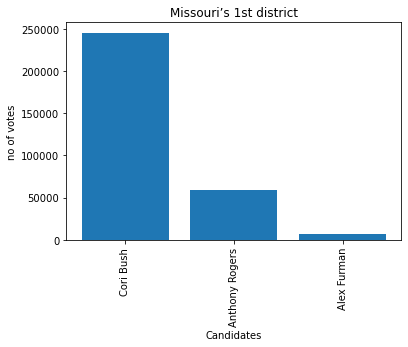 Missouri’s 1st district
no of votes
250000
200000
150000
100000
50000
0
Cori Bush
Anthony Rogers
Alex Furman
Candidates